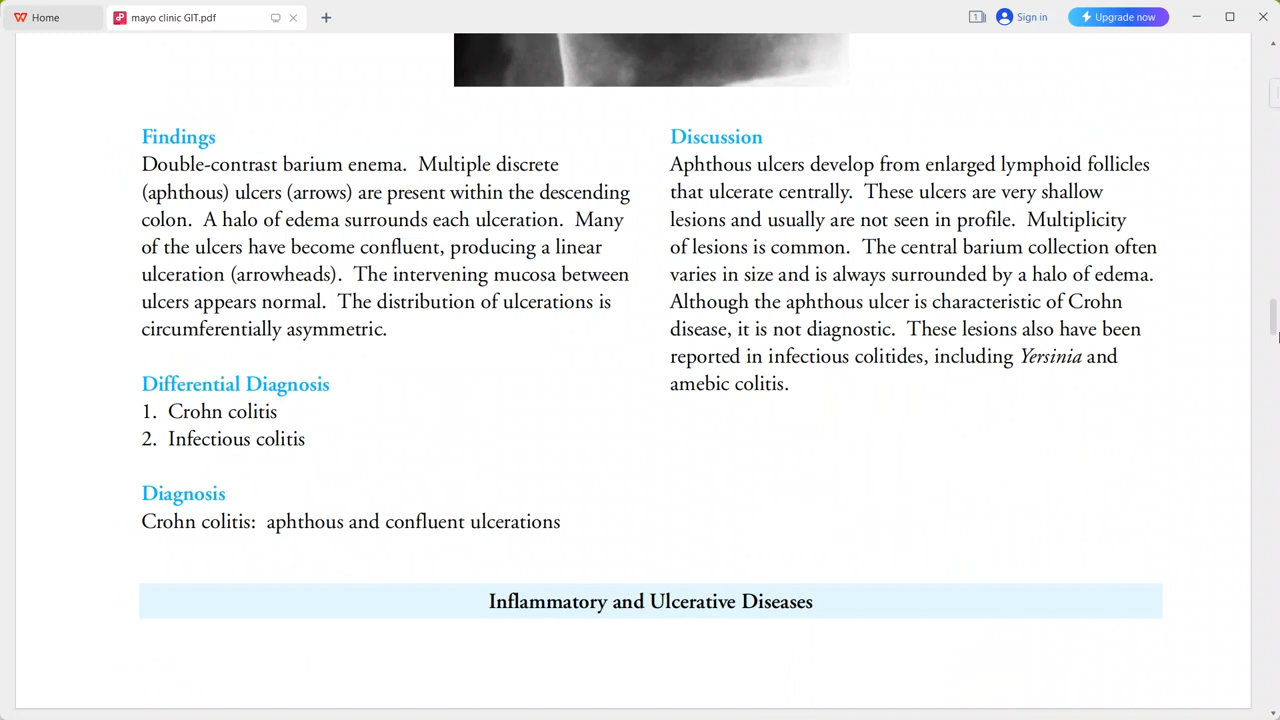 Home
mayo clinic GIT.pdf
1
Sign in
Upgrade now
Findings
Double-contrast barium enema. Multiple discrete
(aphthous) ulcers (arrows) are present within the descending
colon. A halo of edema surrounds each ulceration. Many
of the ulcers have become confluent, producing a linear
ulceration (arrowheads). The intervening mucosa between
ulcers appears normal. The distribution of ulcerations is
circumferentially asymmetric.
Differential Diagnosis
1. Crohn colitis
2. Infectious colitis
Diagnosis
Crohn colitis: aphthous and confluent ulcerations
Discussion
Aphthous ulcers develop from enlarged lymphoid follicles
that ulcerate centrally. These ulcers are very shallow
lesions and usually are not seen in profile. Multiplicity
of lesions is common. The central barium collection often
varies in size and is always surrounded by a halo of edema.
Although the aphthous ulcer is characteristic of Crohn
disease, it is not diagnostic. These lesions also have been
reported in infectious colitides, including Yersinia and
amebic colitis.
Inflammatory and Ulcerative Diseases